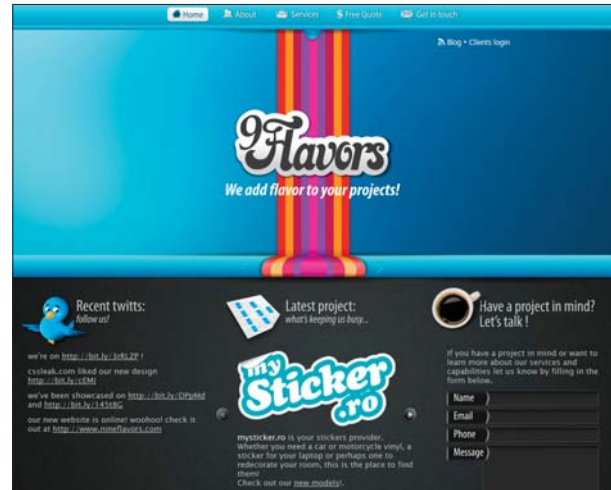 Home About Services $ Free Quote Get in touch
Blog • Clients login
9Flavors
We add flavor to your projects!
Recent twitts:
follow us!
we're on http://bit.ly/3rRLZP !
cssleak.com liked our new design
http://bit.ly/cEMJ
we've been showcased on http://bit.ly/DPpMd
and http://bit.ly/145t8G
our new website is online! woohoo! check it
out at http://www.nineflavors.com
Latest project:
what's keeping us busy...
my
Sticker
.ro
mysticker.ro is your stickers provider.
Whether you need a car or motorcycle vinyl, a
sticker for your laptop or perhaps one to
redecorate your room, this is the place to find
them!
Check out our new models!.
Have a project in mind?
Let's talk !
If you have a project in mind or want to
learn more about our services and
capabilities let us know by filling in the
form below.
Name
Email
Phone
Message